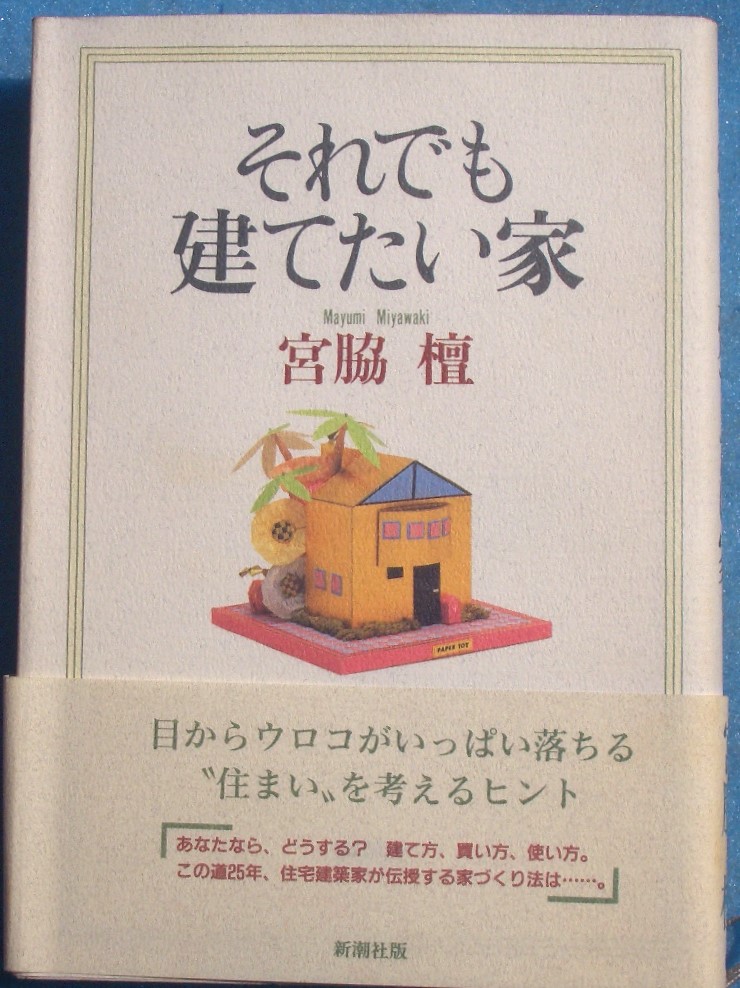 それでも
建てたい家
Mayumi Miyawaki
宮脇 檀
PAPER TOY
目からウロコがいっぱい落ちる
〝住まい〟を考えるヒント
あなたなら、どうする? 建て方、買い方、使い方。
この道25年、住宅建築家が伝授する家づくり法は……。
新潮社版